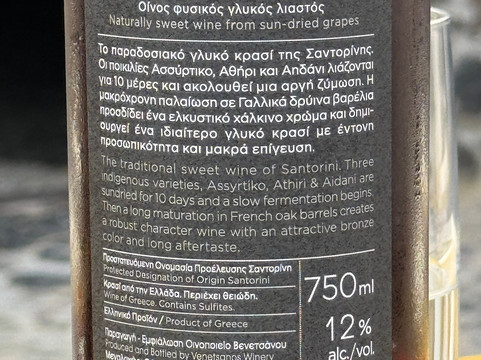 Οίνος φυσικός γλυκύς λιαστός
Naturally sweet wine from sun-dried grapes
Το παραδοσιακό γλυκό κρασί της Σαντορίνης.
Οι ποικιλίες Ασσύρτικο, Αθήρι και Αηδάνι λιάζονται
για 10 μέρες και ακολουθεί μια αργή ζύμωση. Η
μακρόχρονη παλαίωση σε Γαλλικά δρύινα βαρέλια
προσδίδει ένα ελκυστικό χάλκινο χρώμα και δημι-
ουργεί ένα ιδιαίτερο γλυκό κρασί με έντονη
προσωπικότητα και μακρά επίγευση.
The traditional sweet wine of Santorini. Three
indigenous varieties, Assyrtiko, Athiri & Aidani are
sundried for 10 days and a slow fermentation begins.
Then a long maturation in French oak barrels creates
a robust character wine with an attractive bronze
color and long aftertaste.
Προστατευόμενη Ονομασία Προέλευσης Σαντορίνη
Protected Designation of Origin Santorini
Κρασί από την Ελλάδα. Περιέχει θειώδη.
Wine of Greece. Contains Sulfites.
Ελληνικό Προϊόν / Product of Greece
Παραγωγή - Εμφιάλωση Οινοποιείο Βενετσάνου
Produced and Bottled by Venetsanos Winery
750ml
12%
alc./vol.